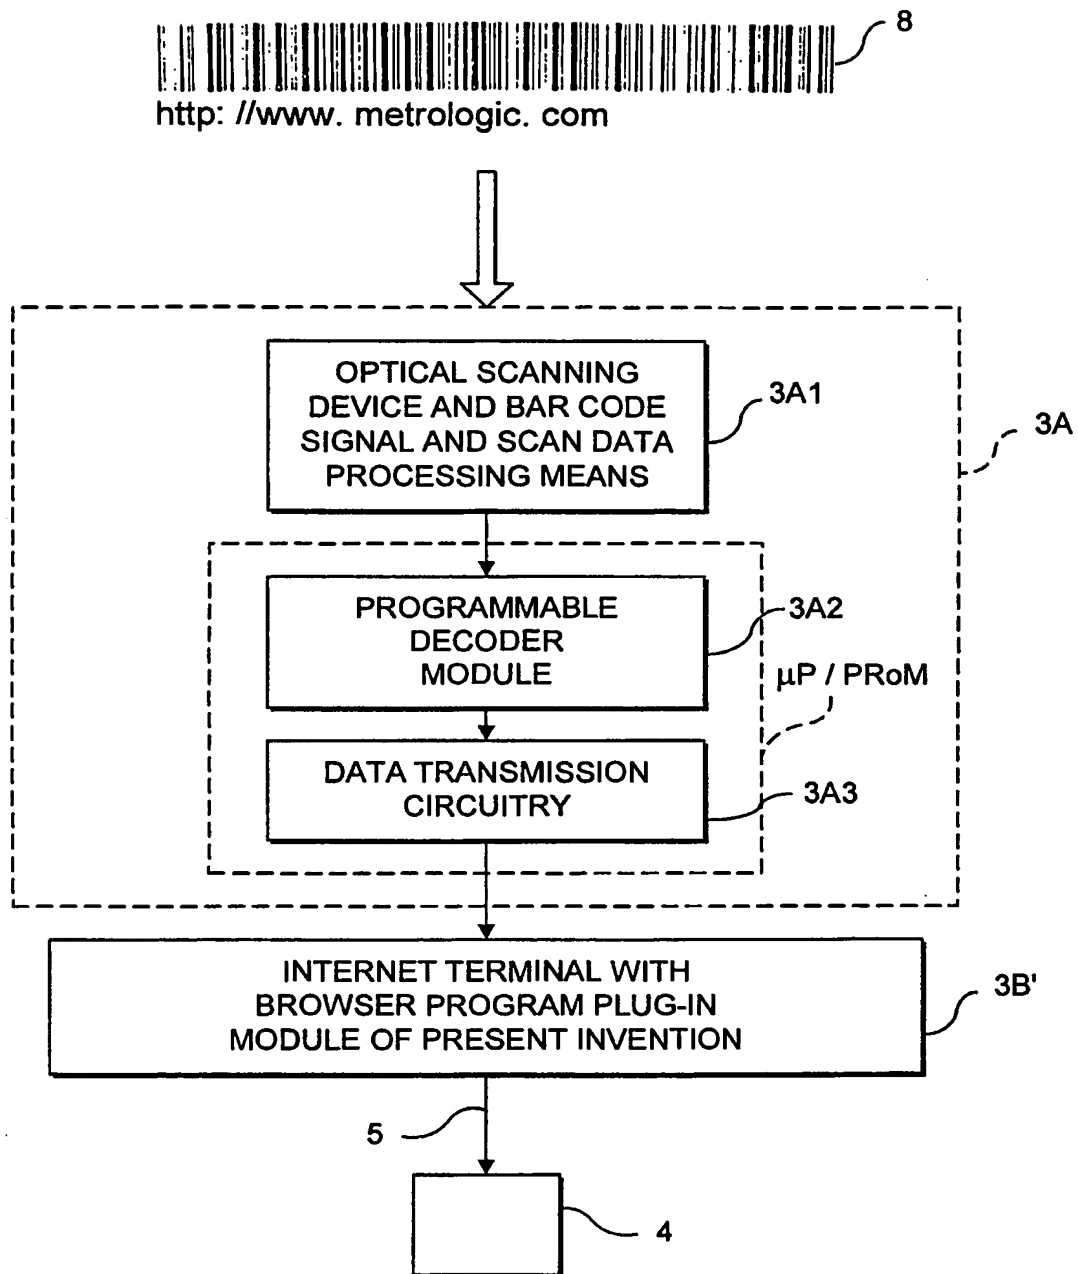 8
http: //www. metrologic. com
OPTICAL SCANNING
DEVICE AND BAR CODE
SIGNAL AND SCAN DATA
PROCESSING MEANS
3A1
3A
PROGRAMMABLE
DECODER
MODULE
3A2
μP / PRoM
DATA TRANSMISSION
CIRCUITRY
3A3
INTERNET TERMINAL WITH
BROWSER PROGRAM PLUG-IN
MODULE OF PRESENT INVENTION
3B'
5
4